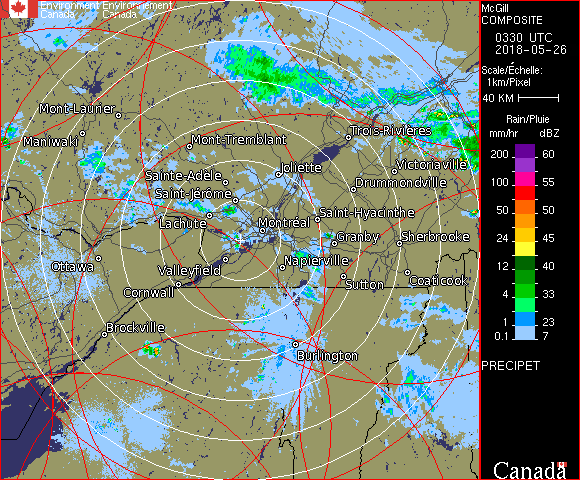 Environment Environnement
Canada Canada
McGill
COMPOSITE
0330 UTC
2018-05-26
Scale/Échelle:
1km/Pixel
40 KM
Rain/Pluie
mm/hr dBZ
200 60
100 55
50 50
24 45
12 40
4 33
1 23
0.1 7
PRECIPET
Canada
Mont-Laurier
Maniwaki
Mont-Tremblant
Trois-Rivières
Sainte-Adèle
Joliette
Victoriaville
Saint-Jérôme
Drummondville
Lachute
Montréal
Saint-Hyacinthe
Granby
Sherbrooke
Ottawa
Valleyfield
Napierville
Cornwall
Sutton
Coaticook
Brockville
Burlington